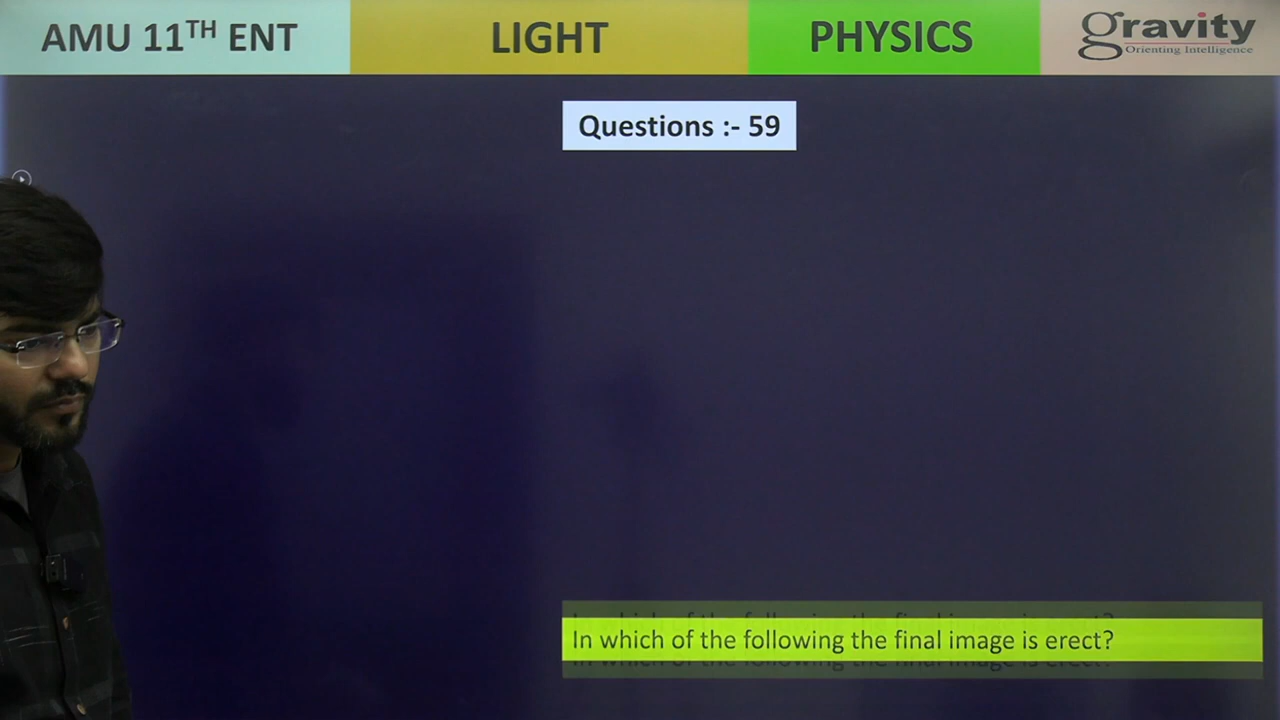 AMU 11TH ENT
LIGHT
PHYSICS
gravity
Orienting Intelligence
Questions :- 59
In which of the following the final image is erect?